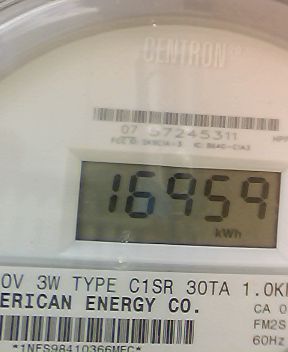 CENTRON
07 57245311
16959
kWh
0V 3W TYPE C1SR 30TA 1.0K
ERICAN ENERGY CO.
CA 0
FM2S
60Hz
*1NFS98410366MEC*